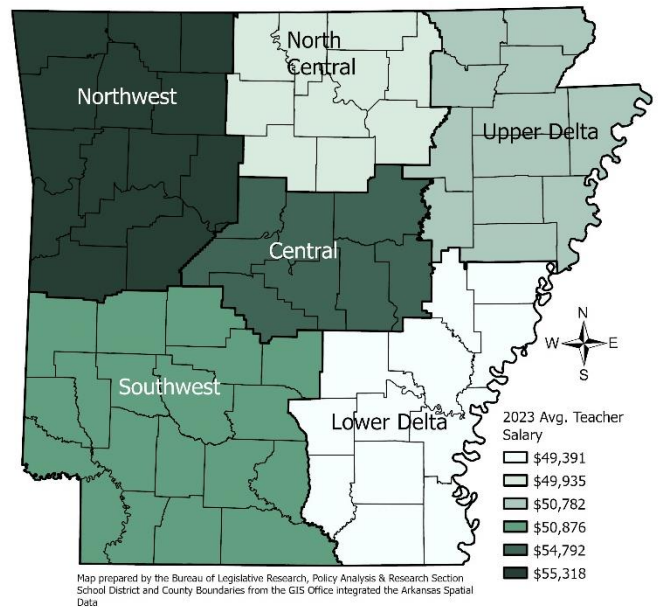 North
Central
Northwest
Upper Delta
Central
N
W E
S
Southwest
Lower Delta
2023 Avg. Teacher
Salary
$49,391
$49,935
$50,782
$50,876
$54,792
$55,318
Map prepared by the Bureau of Legislative Research, Policy Analysis & Research Section
School District and County Boundaries from the GIS Office integrated the Arkansas Spatial
Data